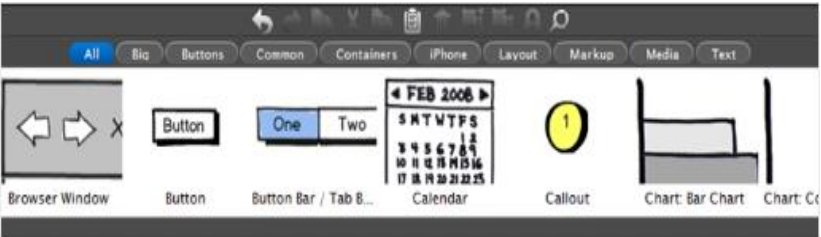 All Big Buttons Common Containers iPhone Layout Markup Media Text
Button
One Two
FEB 2008
S M T W T F S
1 2
3 4 5 6 7 8 9
10 11 12 13 14 15 16
17 18 19 20 21 22 23
1
Browser Window Button Button Bar / Tab B... Calendar Callout Chart: Bar Chart Chart: Co